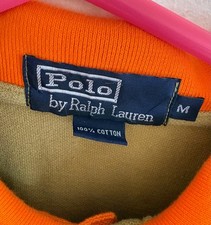 Polo
by Ralph Lauren
M
100% COTTON